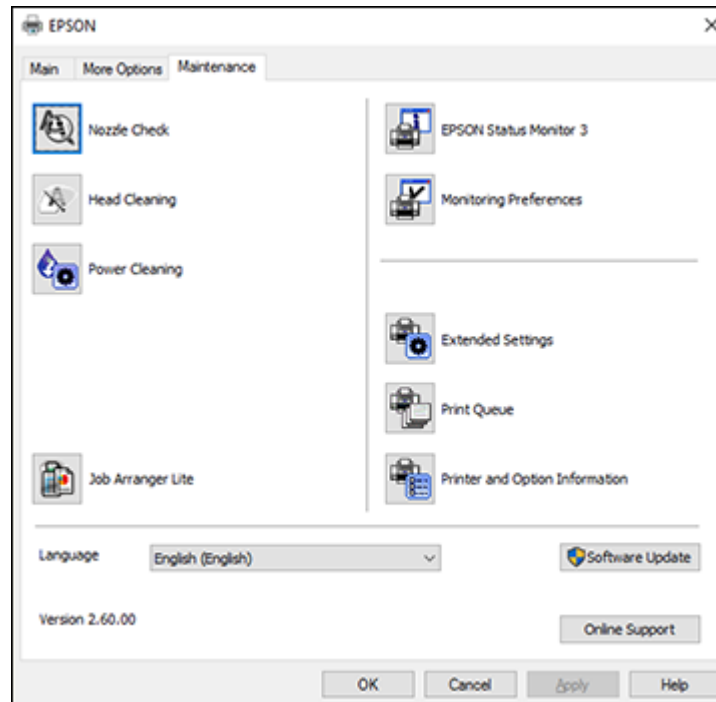 EPSON
Main More Options Maintenance
Nozzle Check
Head Cleaning
Power Cleaning
Job Arranger Lite
EPSON Status Monitor 3
Monitoring Preferences
Extended Settings
Print Queue
Printer and Option Information
Language English (English) Software Update
Version 2.60.00
Online Support
OK Cancel Apply Help